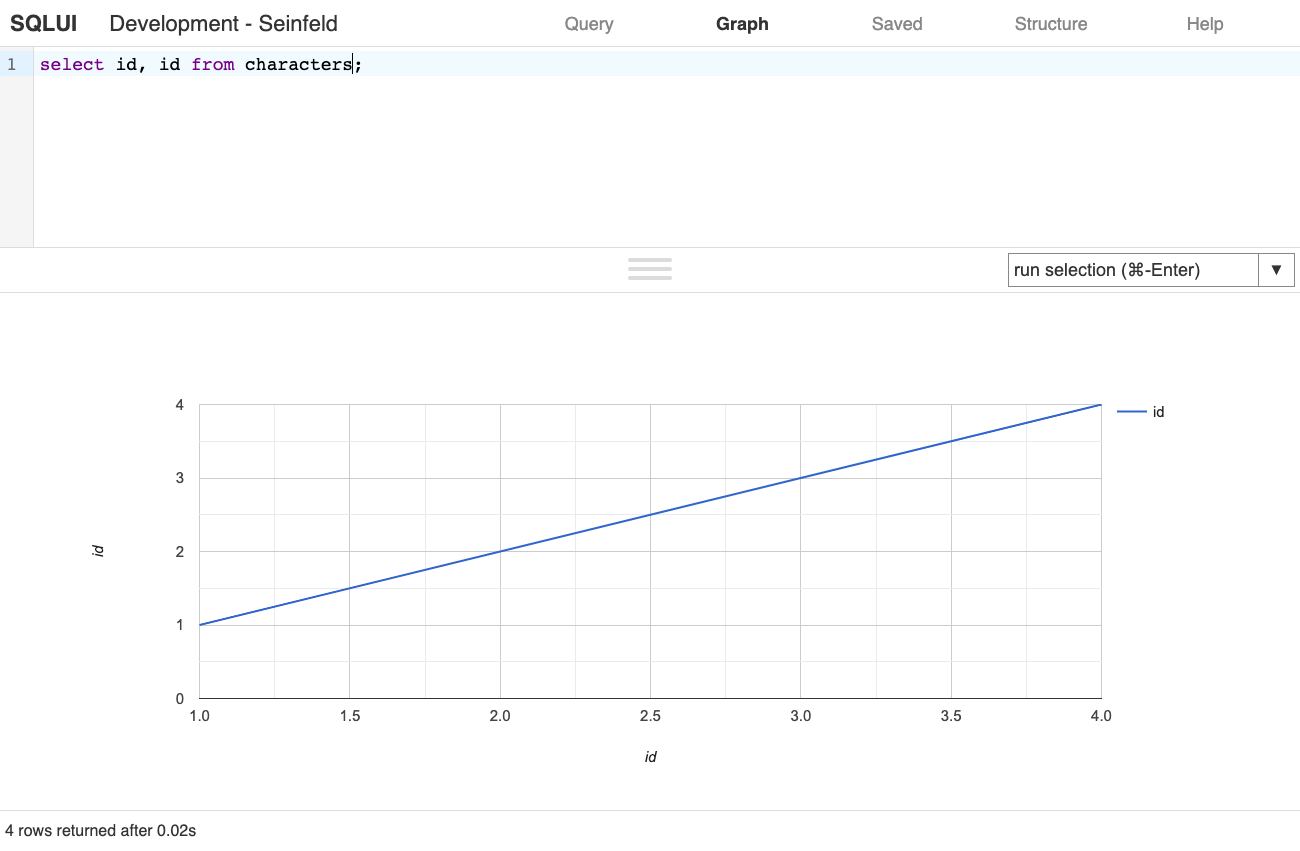 SQLUI Development - Seinfeld Query Graph Saved Structure Help
1 select id, id from characters;
run selection (⌘-Enter) ▼
4
id
3
2
id
1
0
1.0 1.5 2.0 2.5 3.0 3.5 4.0
id
4 rows returned after 0.02s